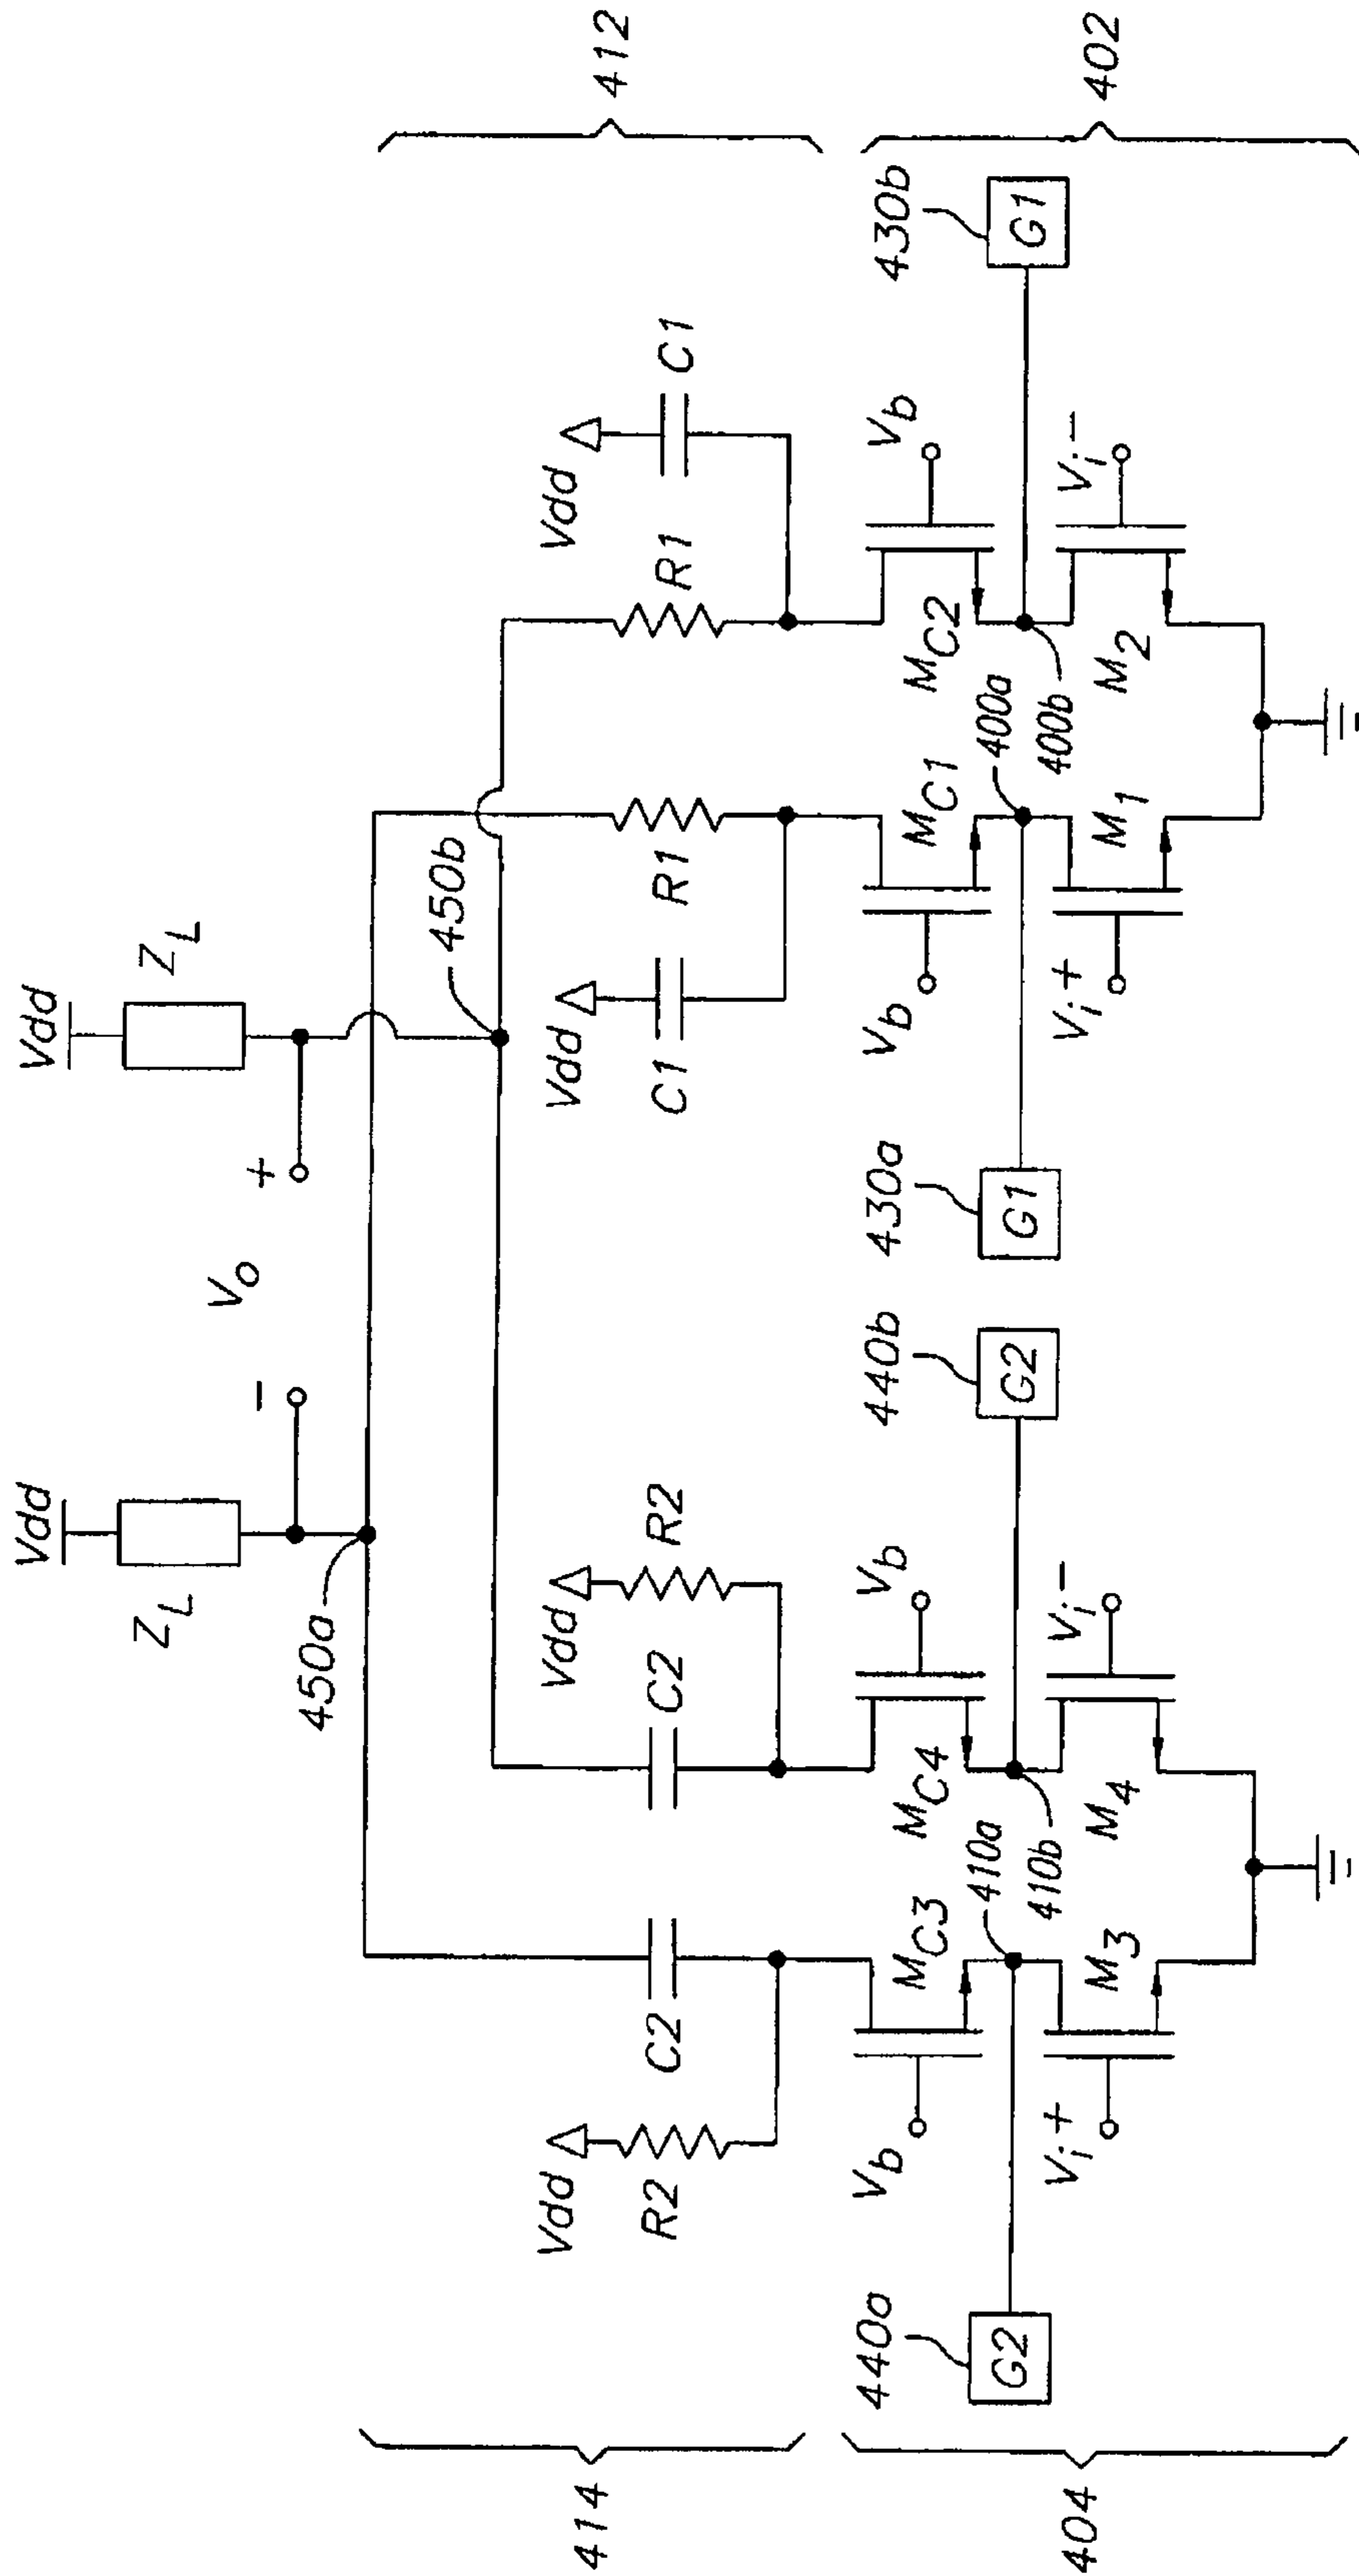 Vdd
Vdd
Z_L
Z_L
V_o
-
+
450a
450b
414
412
Vdd
Vdd
Vdd
Vdd
R2
C2
C2
R2
C1
R1
R1
C1
440a
440b
430a
430b
G2
G2
G1
G1
V_b
V_b
V_b
V_b
M_C3
M_C4
M_C1
M_C2
410a
410b
400a
400b
V_i+
V_i-
V_i+
V_i-
M_3
M_4
M_1
M_2
404
402